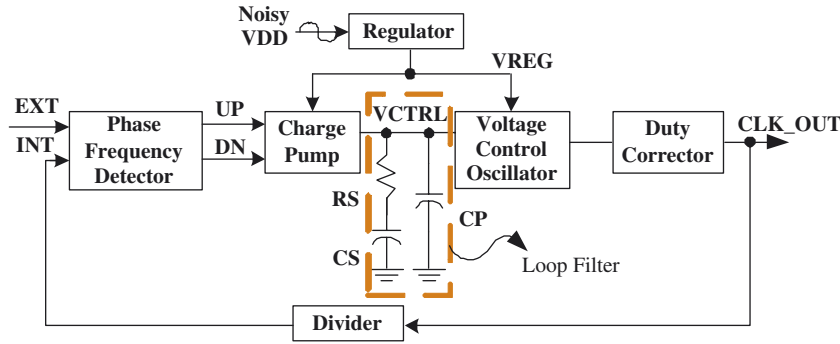 Noisy
VDD
Regulator
VREG
EXT
INT
Phase
Frequency
Detector
UP
DN
Charge
Pump
VCTRL
RS
CS
CP
Voltage
Control
Oscillator
Duty
Corrector
CLK_OUT
Loop Filter
Divider